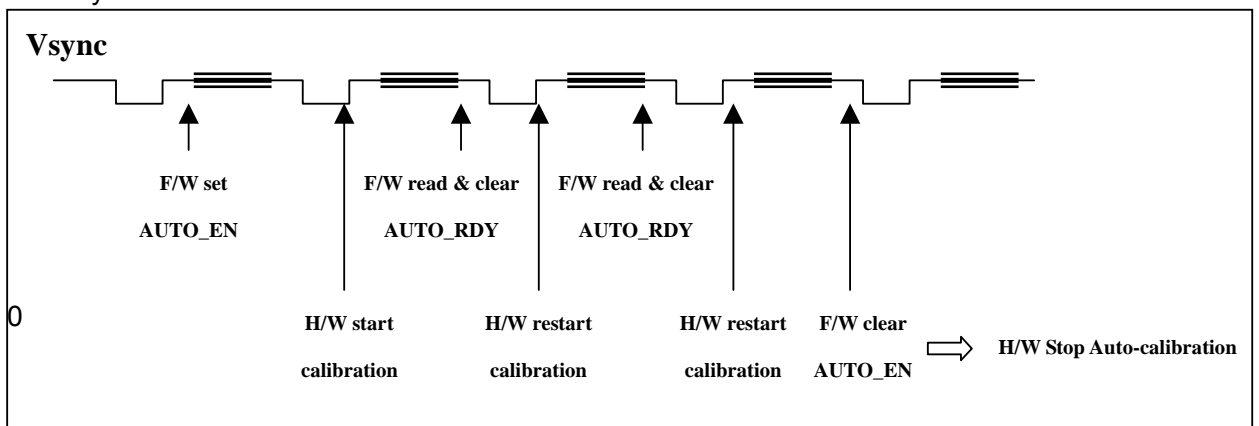 Vsync
F/W set
AUTO_EN
F/W read & clear
AUTO_RDY
F/W read & clear
AUTO_RDY
0
H/W start
calibration
H/W restart
calibration
H/W restart
calibration
F/W clear
AUTO_EN
H/W Stop Auto-calibration